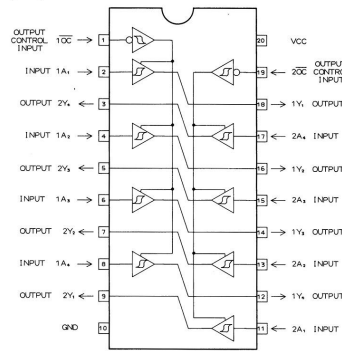 OUTPUT CONTROL INPUT 1OC
1
INPUT 1A₁
2
OUTPUT 2Y₄
3
INPUT 1A₂
4
OUTPUT 2Y₃
5
INPUT 1A₃
6
OUTPUT 2Y₂
7
INPUT 1A₄
8
OUTPUT 2Y₁
9
GND
10
20
VCC
19
2OC OUTPUT CONTROL INPUT
18
1Y₁ OUTPUT
17
2A₄ INPUT
16
1Y₂ OUTPUT
15
2A₃ INPUT
14
1Y₃ OUTPUT
13
2A₂ INPUT
12
1Y₄ OUTPUT
11
2A₁ INPUT